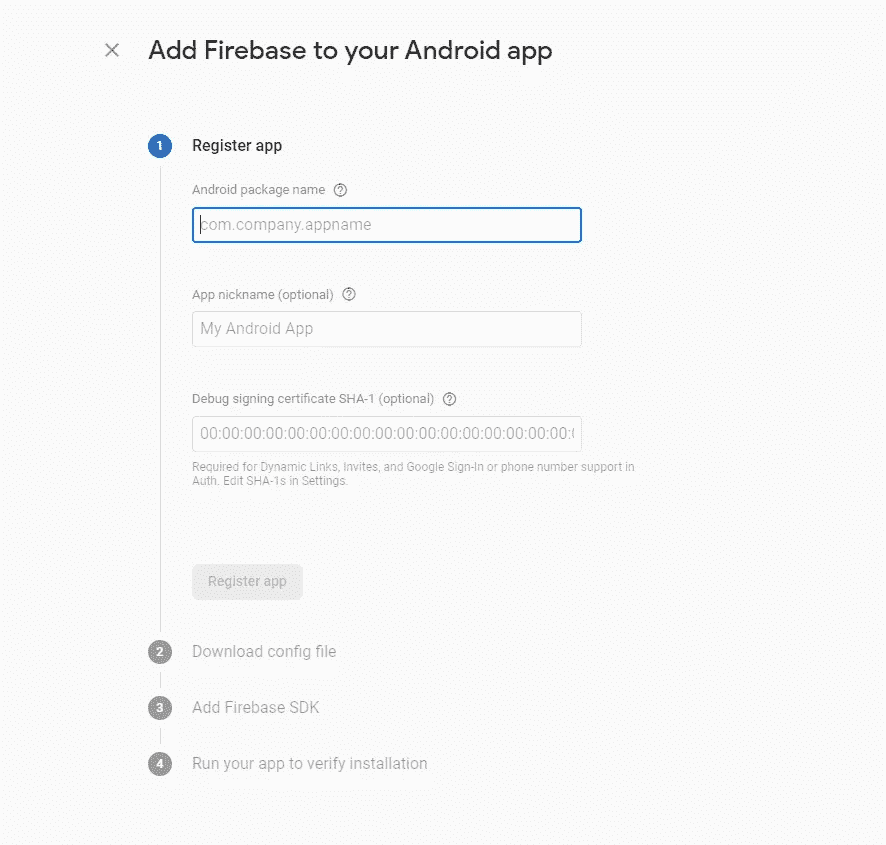 Add Firebase to your Android app
1 Register app
Android package name ?
com.company.appname
App nickname (optional) ?
My Android App
Debug signing certificate SHA-1 (optional) ?
00:00:00:00:00:00:00:00:00:00:00:00:00:00:00:00:00:
Required for Dynamic Links, Invites, and Google Sign-In or phone number support in
Auth. Edit SHA-1s in Settings.
Register app
2 Download config file
3 Add Firebase SDK
4 Run your app to verify installation